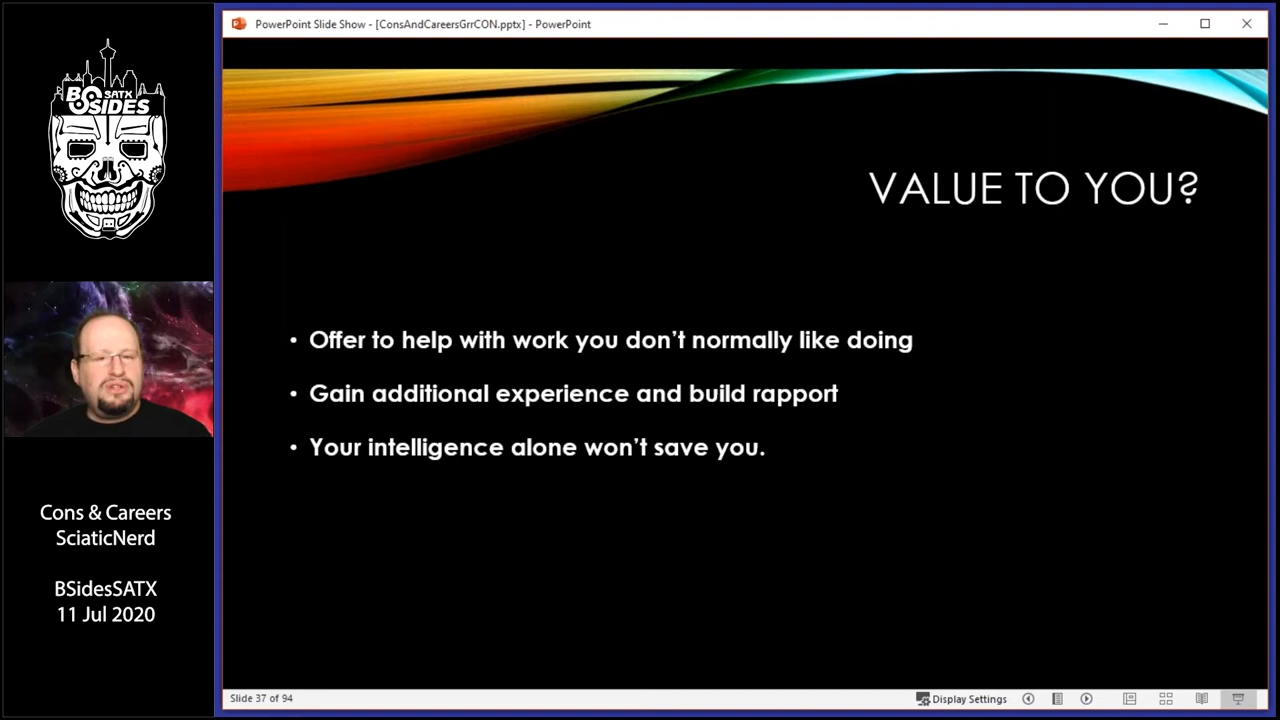 PowerPoint Slide Show - [ConsAndCareersGrrCON.pptx] - PowerPoint
BSIDES
SATX
VALUE TO YOU?
• Offer to help with work you don't normally like doing
• Gain additional experience and build rapport
• Your intelligence alone won't save you.
Cons & Careers
SciaticNerd
BSidesSATX
11 Jul 2020
Slide 37 of 94
Display Settings